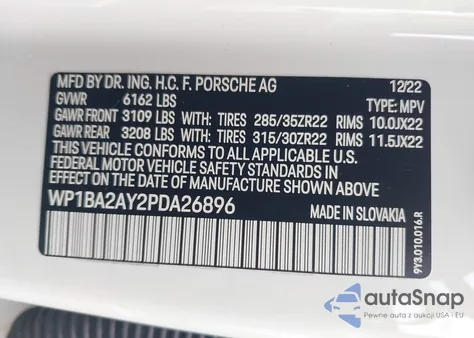 MFD BY DR. ING. H.C. F. PORSCHE AG 12/22
GVWR 6162 LBS TYPE: MPV
GAWR FRONT 3109 LBS WITH: TIRES 285/35ZR22 RIMS 10.0JX22
GAWR REAR 3208 LBS WITH: TIRES 315/30ZR22 RIMS 11.5JX22
THIS VEHICLE CONFORMS TO ALL APPLICABLE U.S.
FEDERAL MOTOR VEHICLE SAFETY STANDARDS IN
EFFECT ON THE DATE OF MANUFACTURE SHOWN ABOVE.
WP1BA2AY2PDA26896 MADE IN SLOVAKIA
9Y3.010.016.R
autoSnap
Pewne auta z aukcji USA i EU